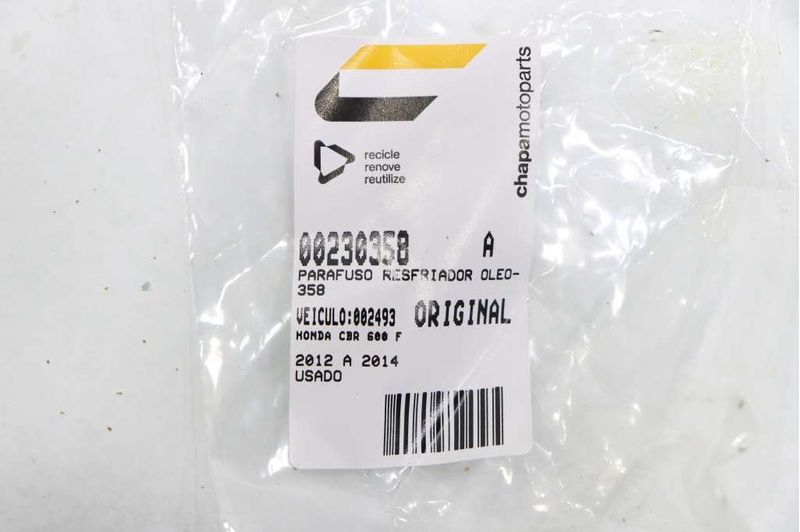 chapamotoparts
recicle
renove
reutilize
00230358 A
PARAFUSO RESFRIADOR OLEO-
358
VEICULO:002493 ORIGINAL
HONDA CBR 600 F
2012 A 2014
USADO